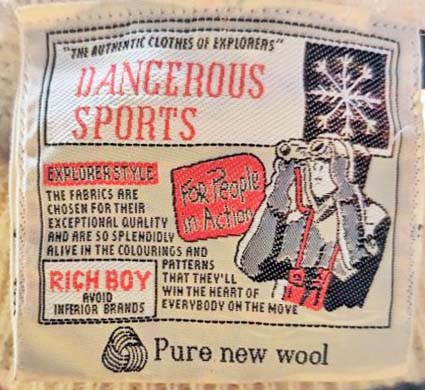 "THE AUTHENTIC CLOTHES OF EXPLORERS"
DANGEROUS
SPORTS
EXPLORER STYLE
THE FABRICS ARE
CHOSEN FOR THEIR
EXCEPTIONAL QUALITY
AND ARE SO SPLENDIDLY
ALIVE IN THE COLOURINGS AND
PATTERNS
THAT THEY'LL
WIN THE HEART OF
EVERYBODY ON THE MOVE
For People
in Action
RICH BOY
AVOID
INFERIOR BRANDS
Pure new wool